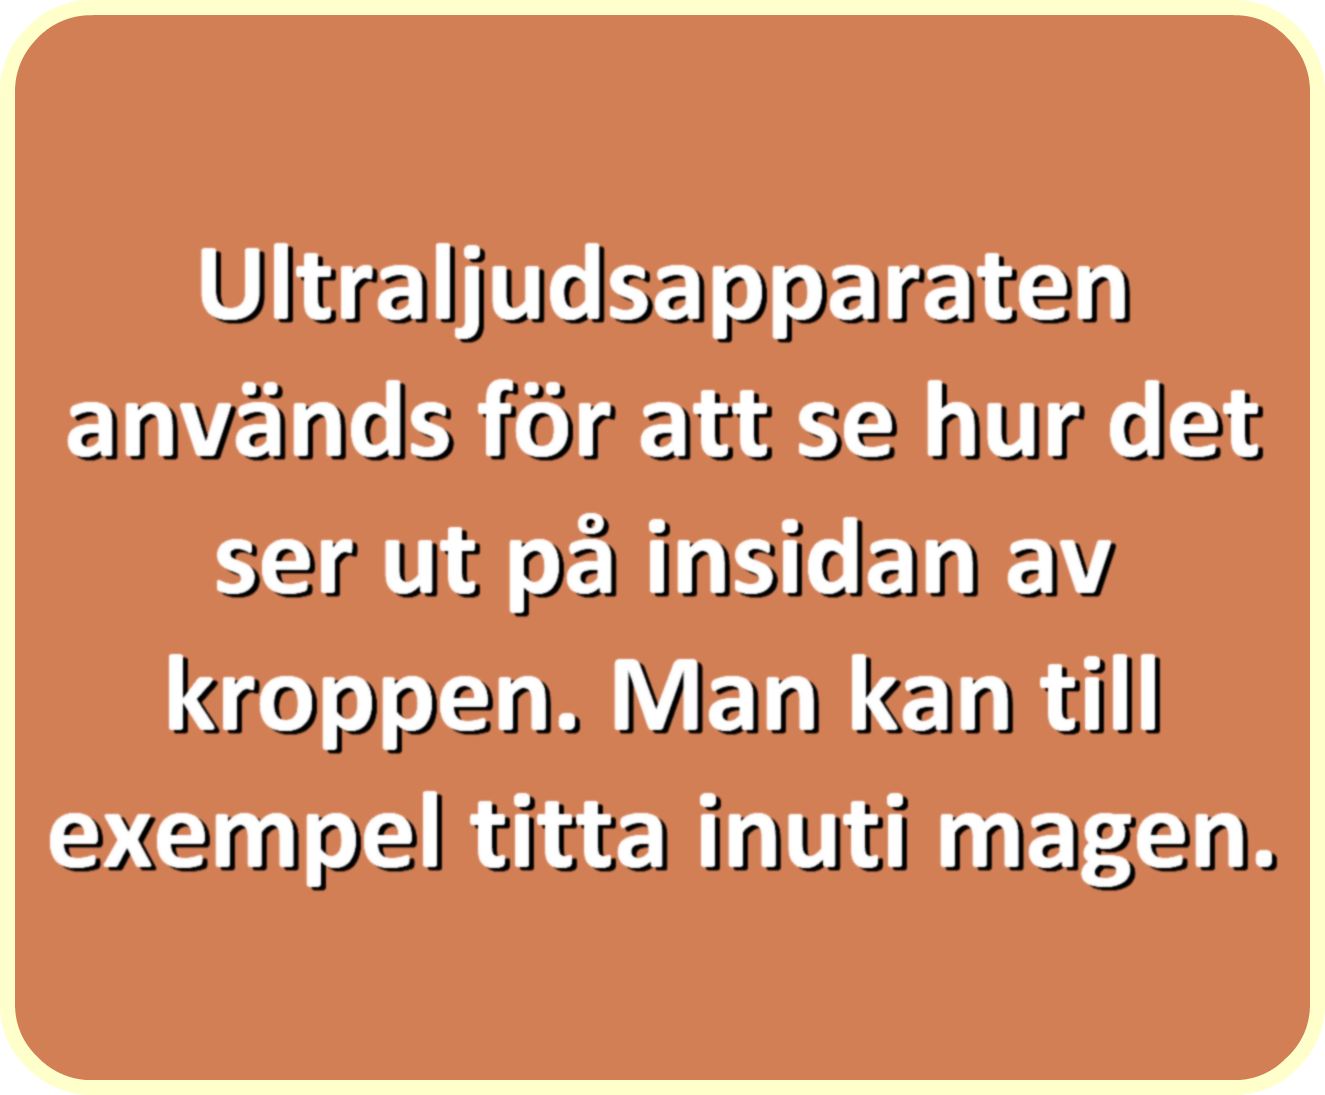 Ultraljudsapparaten
används för att se hur det
ser ut på insidan av
kroppen. Man kan till
exempel titta inuti magen.